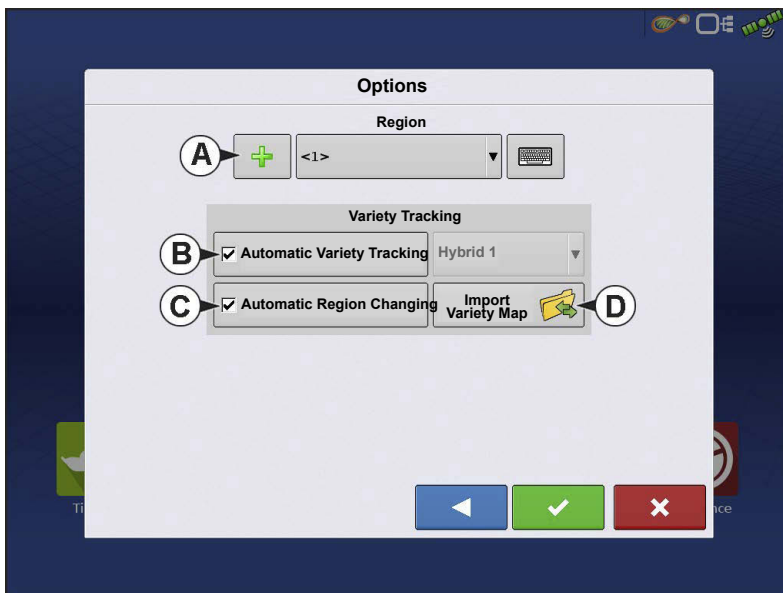 Options
Region
A
<1>
Variety Tracking
B
Automatic Variety Tracking
Hybrid 1
C
Automatic Region Changing
Import
Variety Map
D
Ti
nce